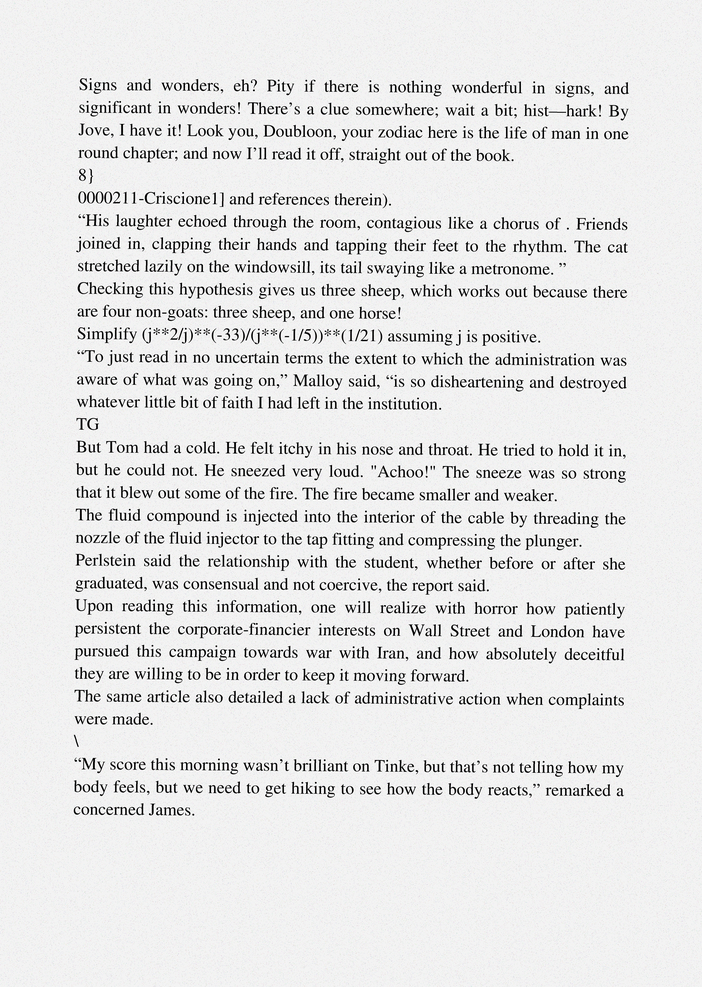 Signs and wonders, eh? Pity if there is nothing wonderful in signs, and
significant in wonders! There’s a clue somewhere; wait a bit; hist—hark! By
Jove, I have it! Look you, Doubloon, your zodiac here is the life of man in one
round chapter; and now I’ll read it off, straight out of the book.
8}
0000211-Criscione1] and references therein).
“His laughter echoed through the room, contagious like a chorus of . Friends
joined in, clapping their hands and tapping their feet to the rhythm. The cat
stretched lazily on the windowsill, its tail swaying like a metronome. ”
Checking this hypothesis gives us three sheep, which works out because there
are four non-goats: three sheep, and one horse!
Simplify (j**2/j)**(-33)/(j**(-1/5))**(1/21) assuming j is positive.
“To just read in no uncertain terms the extent to which the administration was
aware of what was going on,” Malloy said, “is so disheartening and destroyed
whatever little bit of faith I had left in the institution.
TG
But Tom had a cold. He felt itchy in his nose and throat. He tried to hold it in,
but he could not. He sneezed very loud. "Achoo!" The sneeze was so strong
that it blew out some of the fire. The fire became smaller and weaker.
The fluid compound is injected into the interior of the cable by threading the
nozzle of the fluid injector to the tap fitting and compressing the plunger.
Perlstein said the relationship with the student, whether before or after she
graduated, was consensual and not coercive, the report said.
Upon reading this information, one will realize with horror how patiently
persistent the corporate-financier interests on Wall Street and London have
pursued this campaign towards war with Iran, and how absolutely deceitful
they are willing to be in order to keep it moving forward.
The same article also detailed a lack of administrative action when complaints
were made.
\
“My score this morning wasn’t brilliant on Tinke, but that’s not telling how my
body feels, but we need to get hiking to see how the body reacts,” remarked a
concerned James.